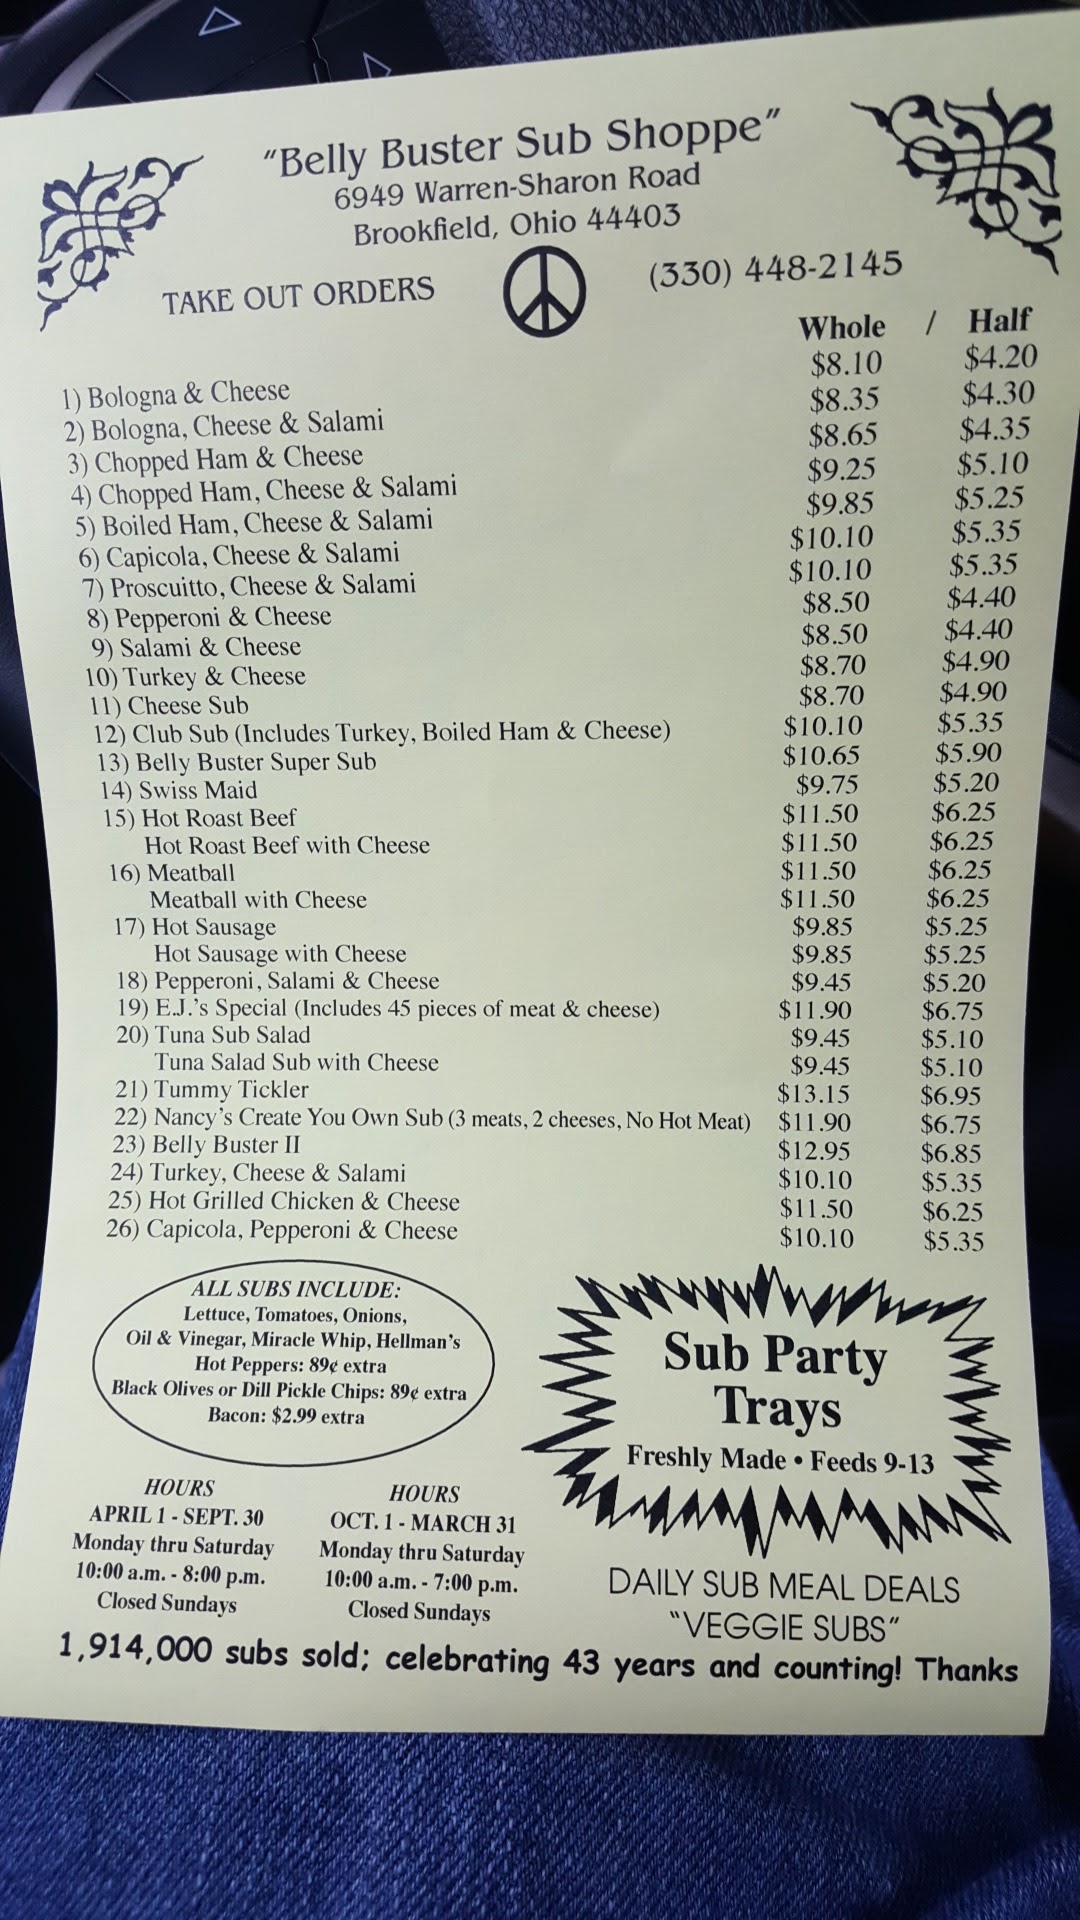 "Belly Buster Sub Shoppe"
6949 Warren-Sharon Road
Brookfield, Ohio 44403
TAKE OUT ORDERS (330) 448-2145
Whole / Half
1) Bologna & Cheese $8.10 $4.20
2) Bologna, Cheese & Salami $8.35 $4.30
3) Chopped Ham & Cheese $8.65 $4.35
4) Chopped Ham, Cheese & Salami $9.25 $5.10
5) Boiled Ham, Cheese & Salami $9.85 $5.25
6) Capicola, Cheese & Salami $10.10 $5.35
7) Proscuitto, Cheese & Salami $10.10 $5.35
8) Pepperoni & Cheese $8.50 $4.40
9) Salami & Cheese $8.50 $4.40
10) Turkey & Cheese $8.70 $4.90
11) Cheese Sub $8.70 $4.90
12) Club Sub (Includes Turkey, Boiled Ham & Cheese) $10.10 $5.35
13) Belly Buster Super Sub $10.65 $5.90
14) Swiss Maid $9.75 $5.20
15) Hot Roast Beef $11.50 $6.25
Hot Roast Beef with Cheese $11.50 $6.25
16) Meatball $11.50 $6.25
Meatball with Cheese $11.50 $6.25
17) Hot Sausage $9.85 $5.25
Hot Sausage with Cheese $9.85 $5.25
18) Pepperoni, Salami & Cheese $9.45 $5.20
19) E.J.'s Special (Includes 45 pieces of meat & cheese) $11.90 $6.75
20) Tuna Sub Salad $9.45 $5.10
Tuna Salad Sub with Cheese $9.45 $5.10
21) Tummy Tickler $13.15 $6.95
22) Nancy's Create You Own Sub (3 meats, 2 cheeses, No Hot Meat) $11.90 $6.75
23) Belly Buster II $12.95 $6.85
24) Turkey, Cheese & Salami $10.10 $5.35
25) Hot Grilled Chicken & Cheese $11.50 $6.25
26) Capicola, Pepperoni & Cheese $10.10 $5.35
ALL SUBS INCLUDE:
Lettuce, Tomatoes, Onions,
Oil & Vinegar, Miracle Whip, Hellman's
Hot Peppers: 89¢ extra
Black Olives or Dill Pickle Chips: 89¢ extra
Bacon: $2.99 extra
Sub Party
Trays
Freshly Made • Feeds 9-13
HOURS
APRIL 1 - SEPT. 30
Monday thru Saturday
10:00 a.m. - 8:00 p.m.
Closed Sundays
HOURS
OCT. 1 - MARCH 31
Monday thru Saturday
10:00 a.m. - 7:00 p.m.
Closed Sundays
DAILY SUB MEAL DEALS
"VEGGIE SUBS"
1,914,000 subs sold; celebrating 43 years and counting! Thanks